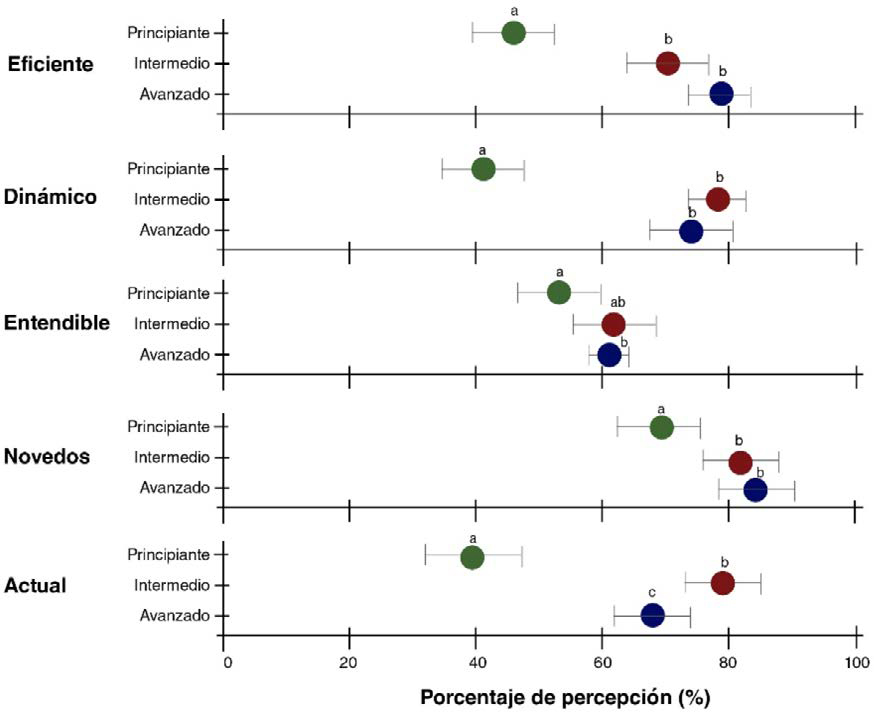 a
Principiante
b
Eficiente
Intermedio
b
Avanzado
a
Principiante
b
Dinámico
Intermedio
b
Avanzado
a
Principiante
ab
Entendible
Intermedio
b
Avanzado
a
Principiante
b
Novedos
Intermedio
b
Avanzado
a
Principiante
b
Actual
Intermedio
c
Avanzado
0 20 40 60 80 100
Porcentaje de percepción (%)